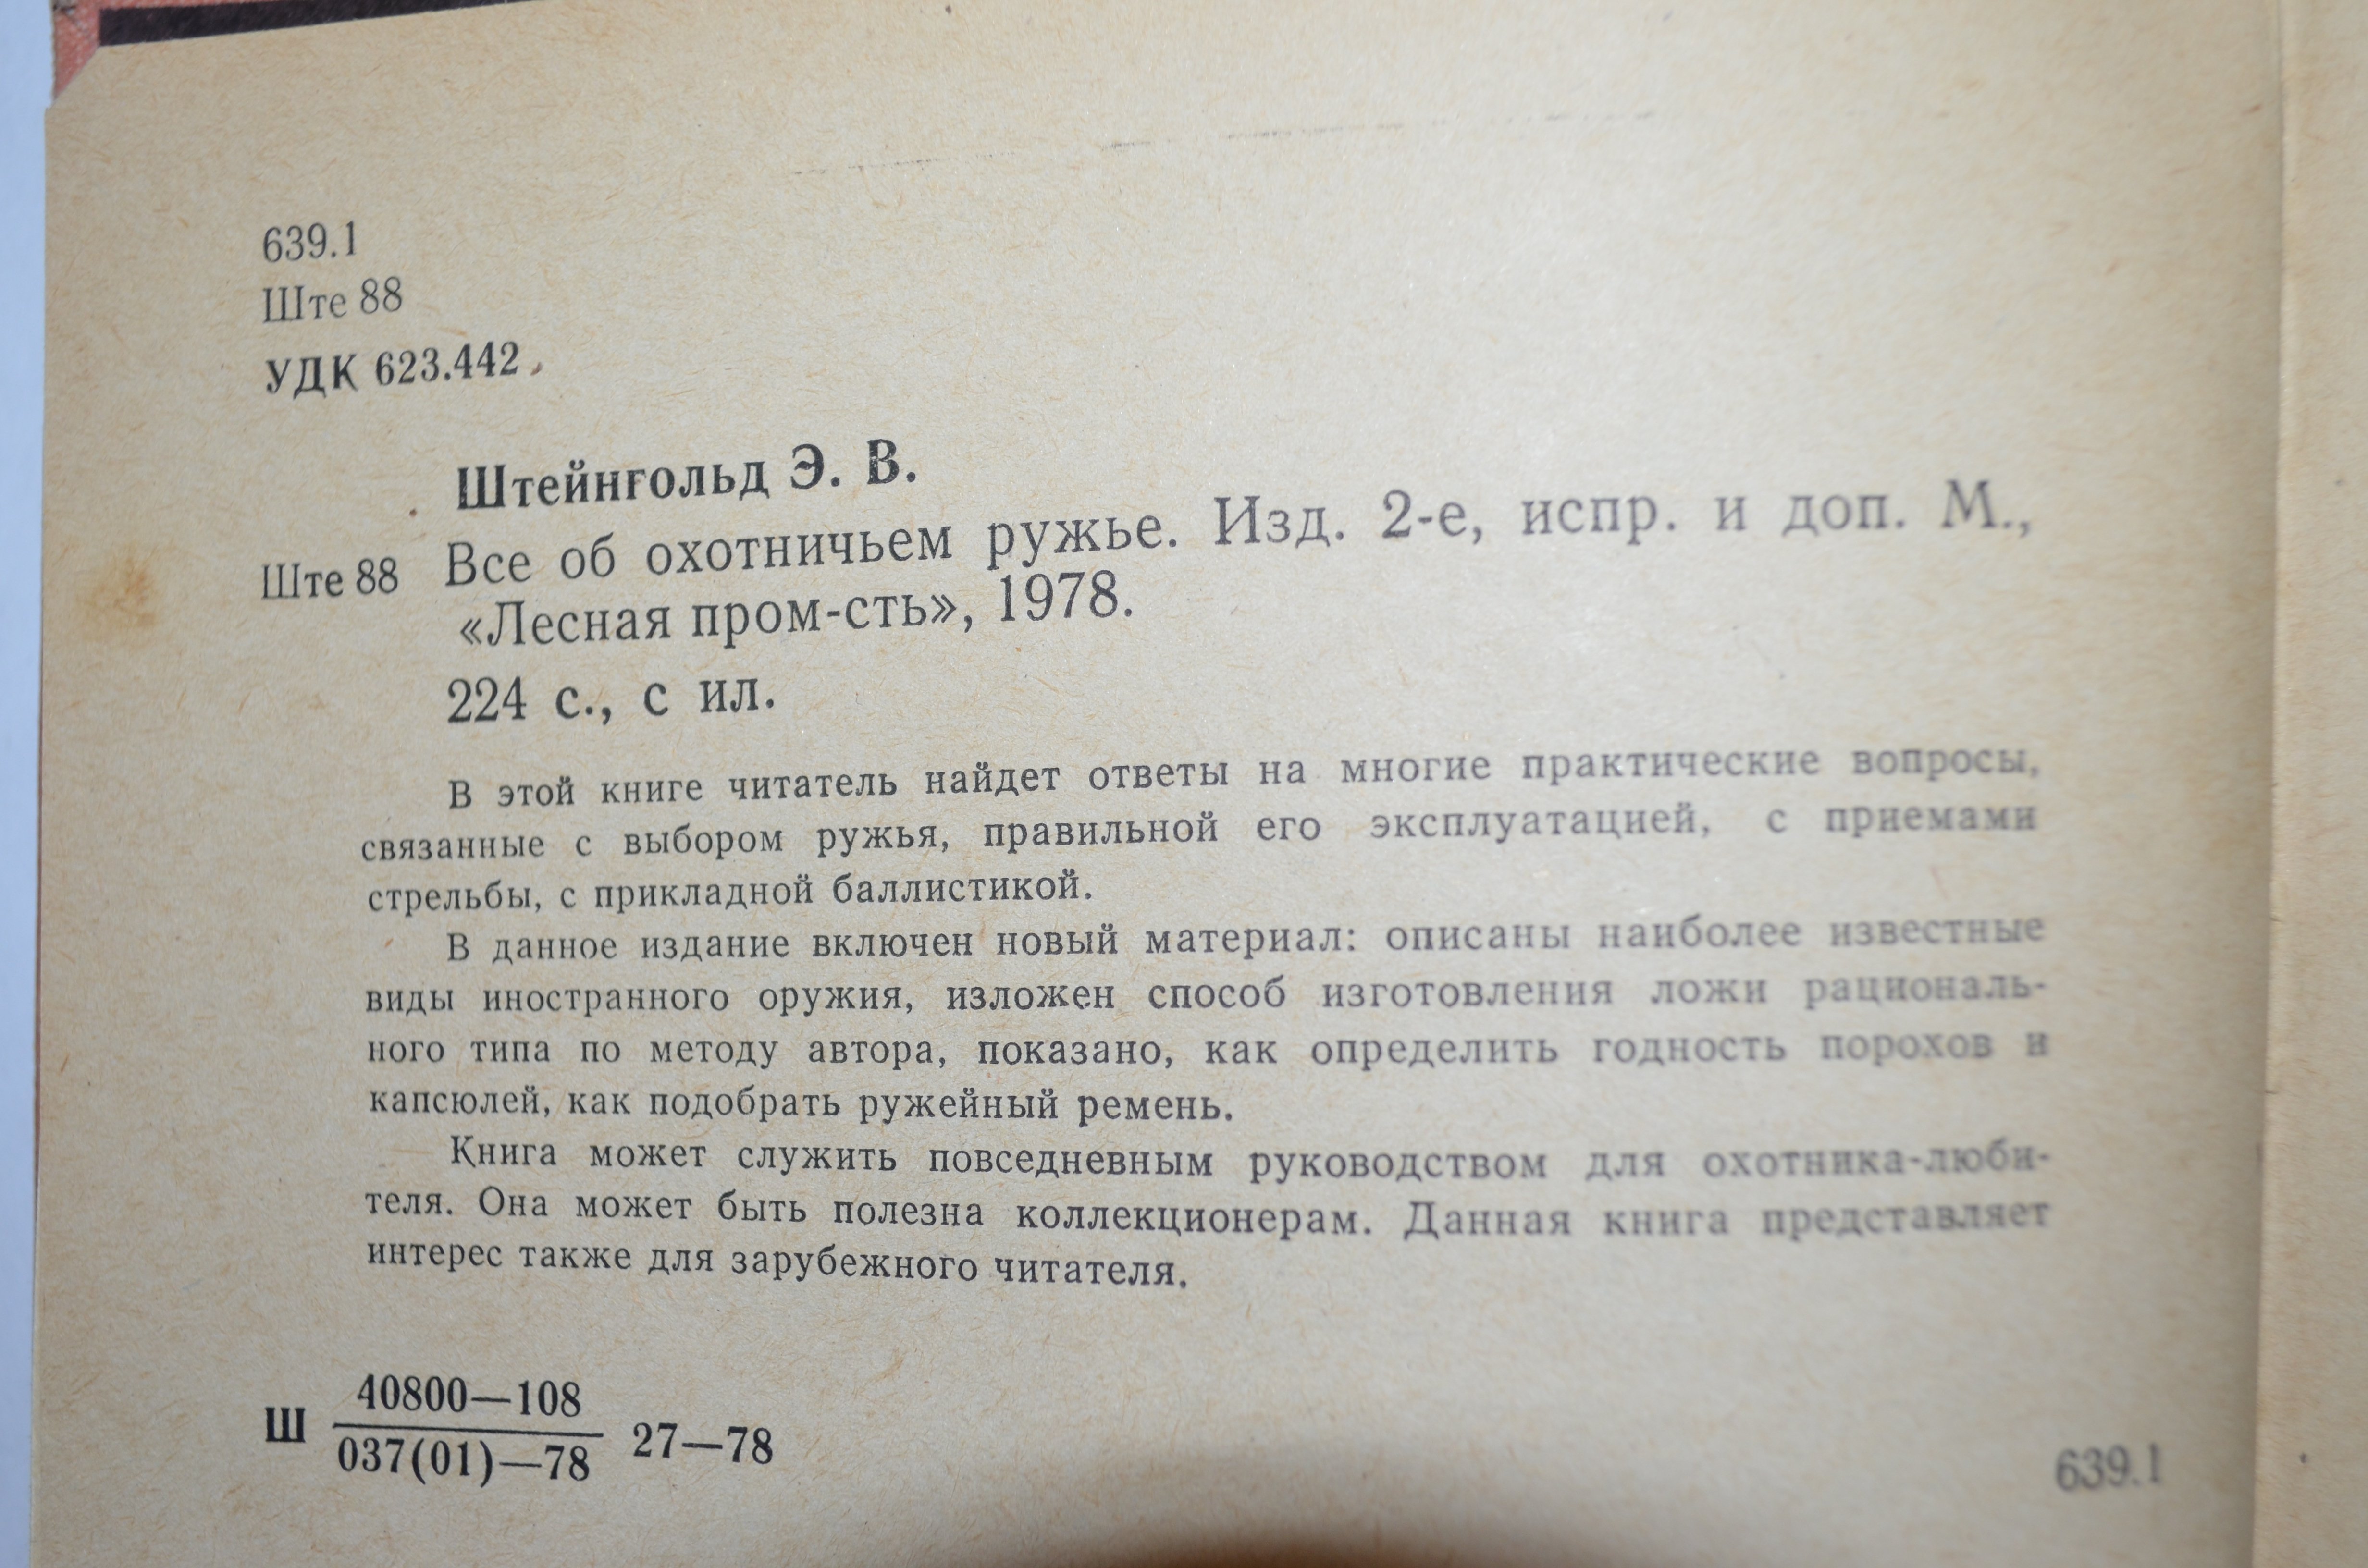 639.1
Ште 88
УДК 623.442
Штейнгольд Э. В.
Ште 88 Все об охотничьем ружье. Изд. 2-е, испр. и доп. М.,
«Лесная пром-сть», 1978.
224 с., с ил.
В этой книге читатель найдет ответы на многие практические вопросы,
связанные с выбором ружья, правильной его эксплуатацией, с приемами
стрельбы, с прикладной баллистикой.
В данное издание включен новый материал: описаны наиболее известные
виды иностранного оружия, изложен способ изготовления ложи рациональ-
ного типа по методу автора, показано, как определить годность порохов и
капсюлей, как подобрать ружейный ремень.
Книга может служить повседневным руководством для охотника-люби-
теля. Она может быть полезна коллекционерам. Данная книга представляет
интерес также для зарубежного читателя.
40800—108
Ш 037(01)—78 27—78
639.1